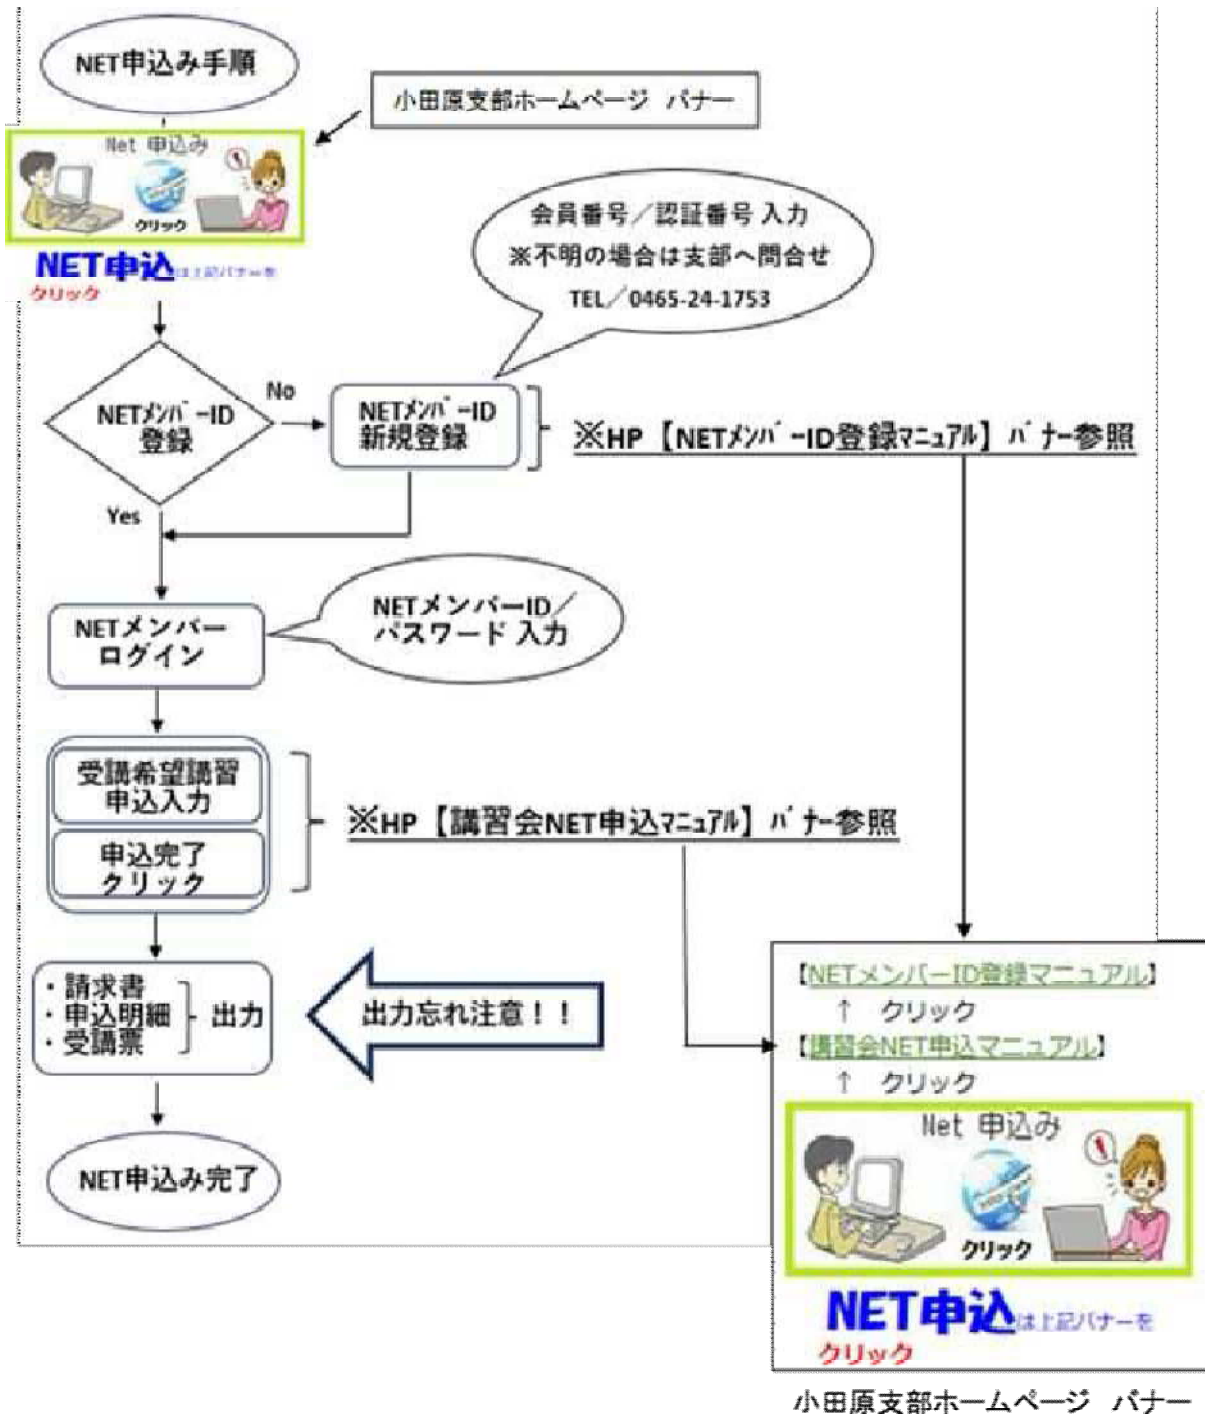 NET申込み手順
小田原支部ホームページ　バナー
Net 申込み
クリック
NET申込は上記バナーを
クリック
会員番号／認証番号 入力
※不明の場合は支部へ問合せ
TEL／0465-24-1753
NETﾒﾝﾊﾞｰID
登録
No
NETﾒﾝﾊﾞｰID
新規登録
※HP【NETﾒﾝﾊﾞｰID登録ﾏﾆｭｱﾙ】ﾊﾞﾅｰ参照
Yes
NETメンバーID／
パスワード 入力
NETメンバー
ログイン
受講希望講習
申込入力
申込完了
クリック
※HP【講習会NET申込ﾏﾆｭｱﾙ】ﾊﾞﾅｰ参照
・請求書
・申込明細
・受講票
出力
出力忘れ注意！！
NET申込み完了
【NETメンバーID登録マニュアル】
↑　クリック
【講習会NET申込マニュアル】
↑　クリック
Net 申込み
クリック
NET申込は上記バナーを
クリック
小田原支部ホームページ　バナー